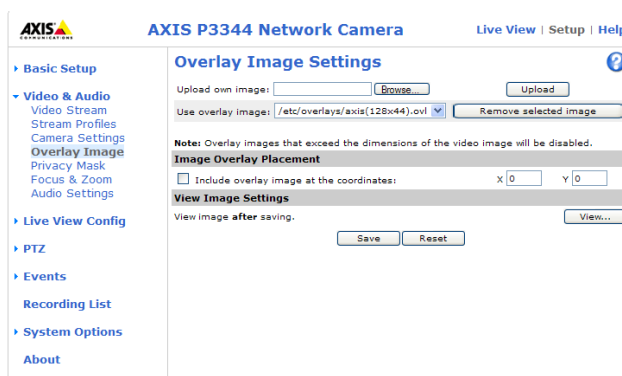 AXIS
COMMUNICATIONS
AXIS P3344 Network Camera
Live View | Setup | Help
Basic Setup
Video & Audio
Video Stream
Stream Profiles
Camera Settings
Overlay Image
Privacy Mask
Focus & Zoom
Audio Settings
Live View Config
PTZ
Events
Recording List
System Options
About
Overlay Image Settings
?
Upload own image: Browse... Upload
Use overlay image: /etc/overlays/axis(128x44).ovl Remove selected image
Note: Overlay images that exceed the dimensions of the video image will be disabled.
Image Overlay Placement
Include overlay image at the coordinates: X 0 Y 0
View Image Settings
View image after saving. View...
Save Reset